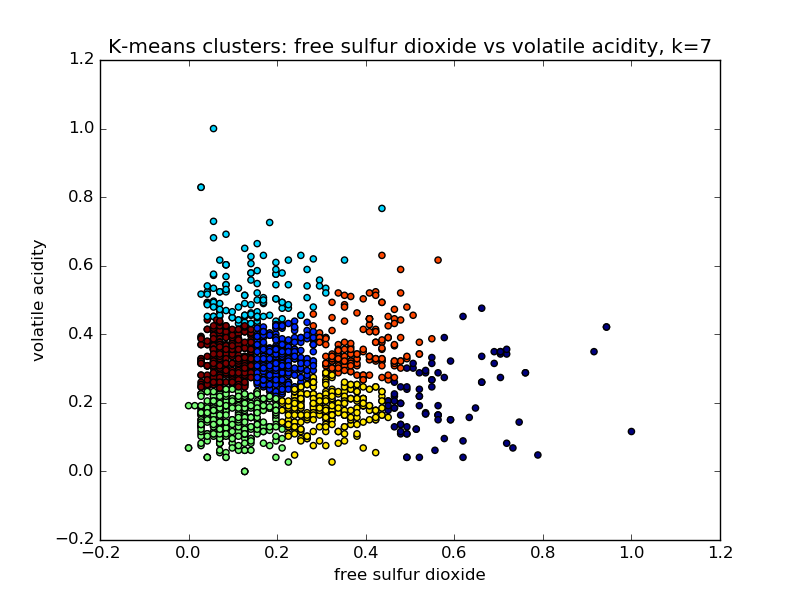 K-means clusters: free sulfur dioxide vs volatile acidity, k=7
1.2
1.0
0.8
0.6
0.4
0.2
0.0
−0.2
volatile acidity
−0.2 0.0 0.2 0.4 0.6 0.8 1.0 1.2
free sulfur dioxide